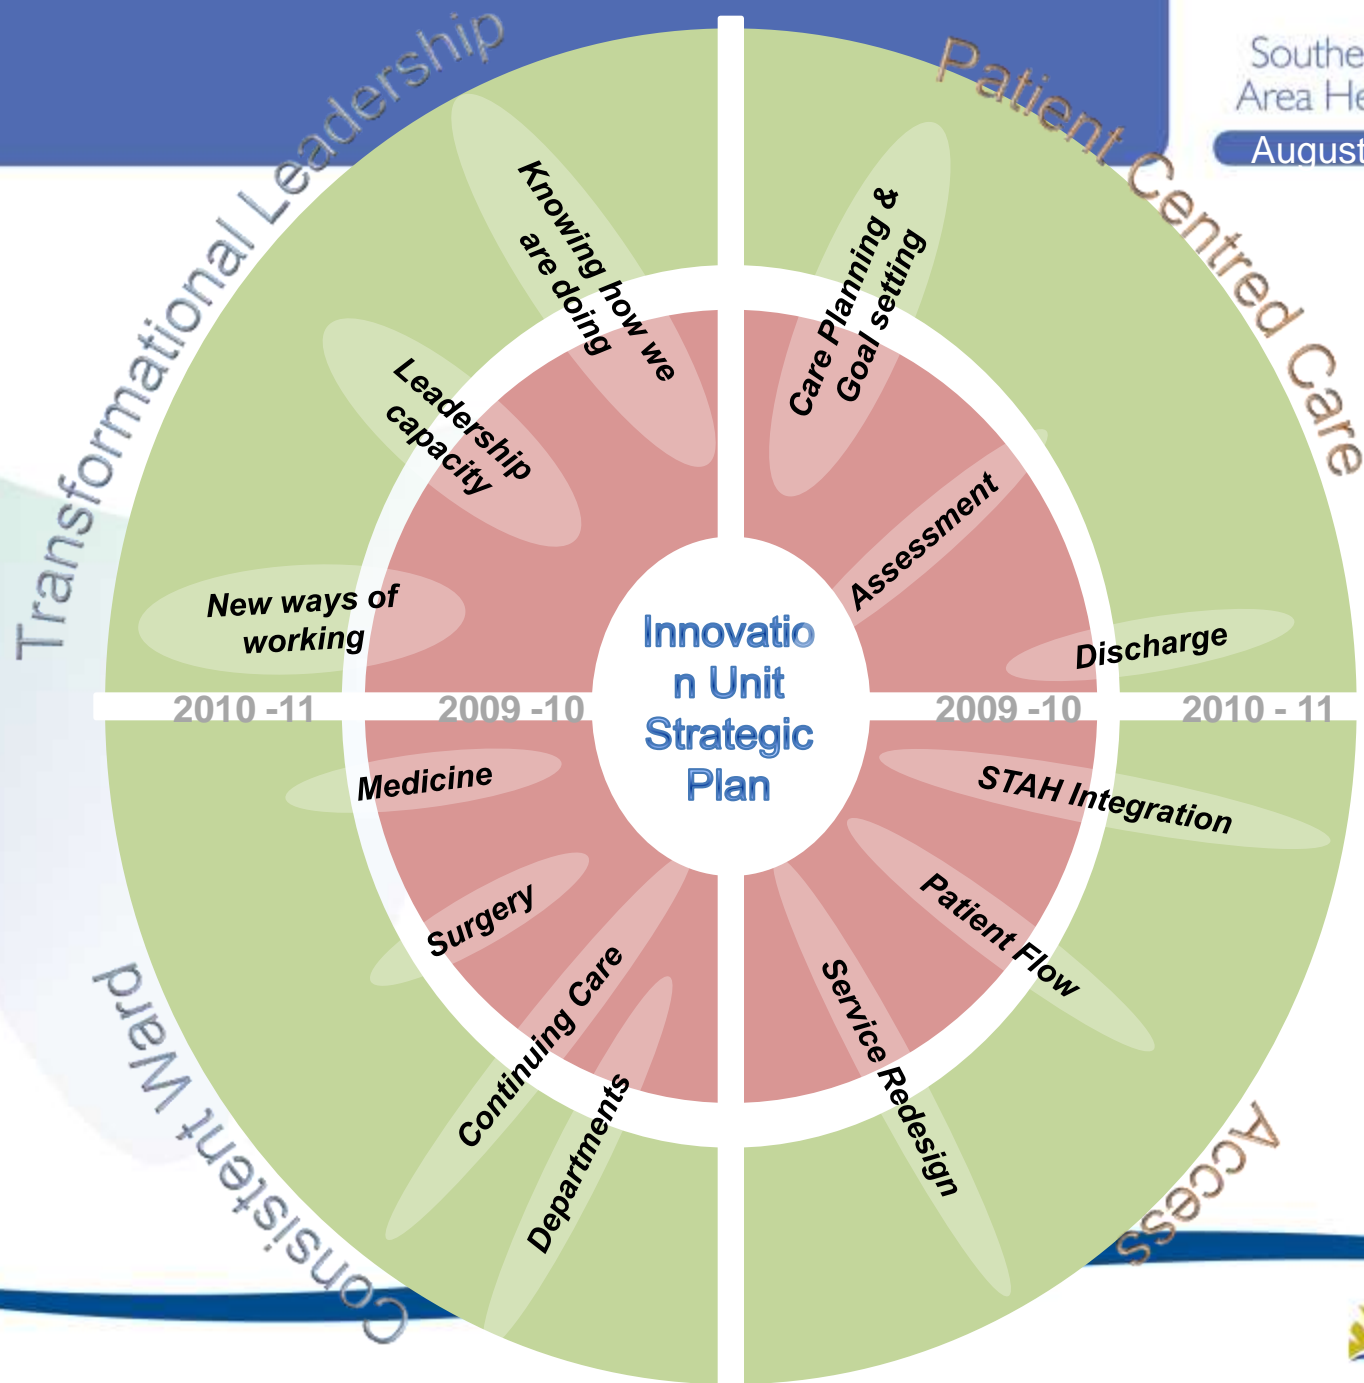 Transformational Leadership
Patient Centred Care
Southe
Area He
August
Knowing how we
are doing
Care Planning &
Goal setting
Leadership
capacity
Assessment
New ways of
working
Discharge
Innovatio
n Unit
Strategic
Plan
2010 -11
2009 -10
2009 -10
2010 - 11
Medicine
STAH Integration
Surgery
Patient Flow
Continuing Care
Service Redesign
Departments
Consistent Ward
Access